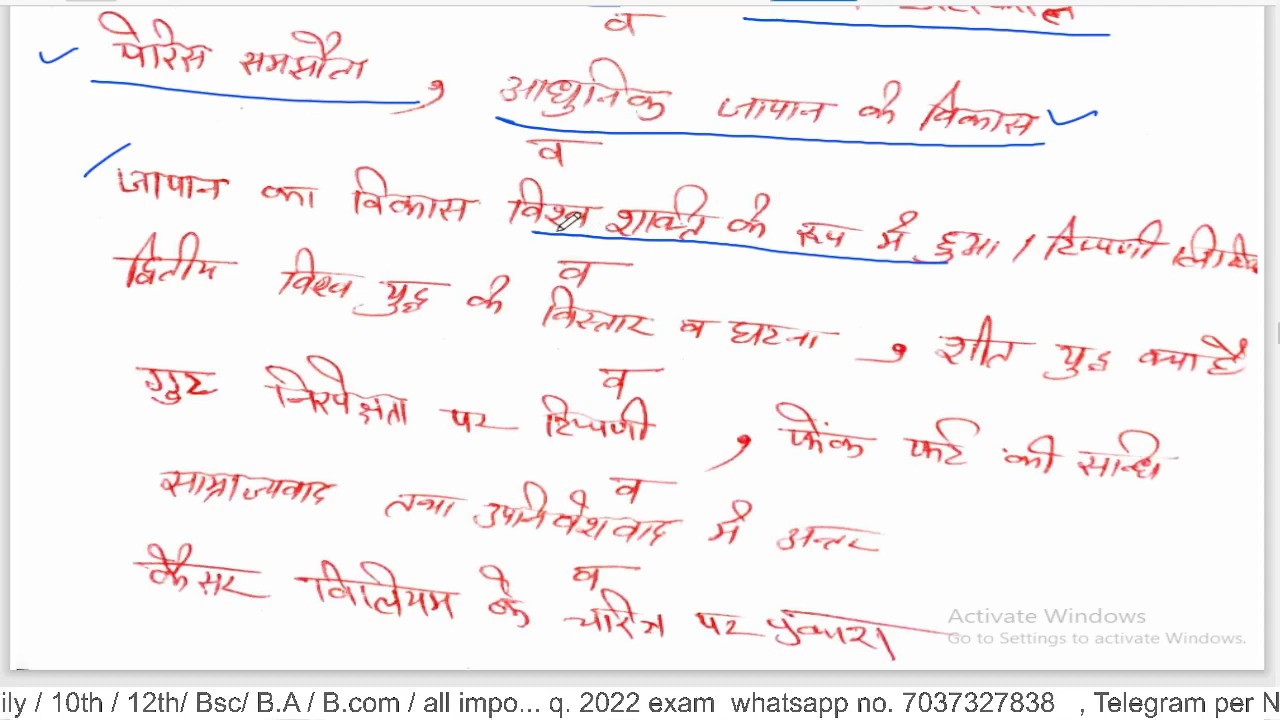 व
पेरिस समझौता , आधुनिक जापान के विकास
व
जापान का विकास विश्व शक्ति के रूप में हुआ / टिप्पणी
व
द्वितीय विश्व युद्ध के विस्तार व घटना , शीत युद्ध क्या है
व
गुट निरपेक्षता पर टिप्पणी , फ्रेंक फर्ट की सन्धि
व
साम्राज्यवाद तथा उपनिवेशवाद में अन्तर
व
कैसर विलियम के चरित्र पर
Activate Windows
Go to Settings to activate Windows.
ily / 10th / 12th/ Bsc/ B.A / B.com / all impo... q. 2022 exam whatsapp no. 7037327838 , Telegram per N